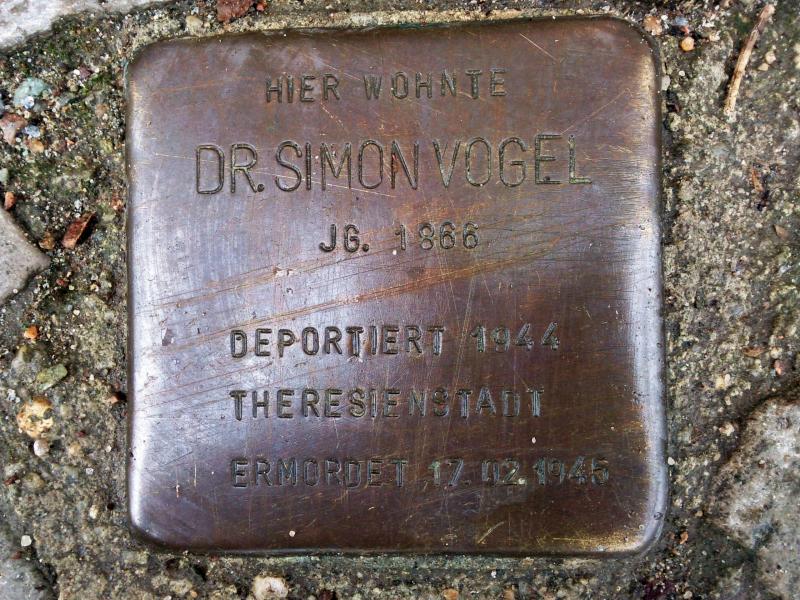 HIER WOHNTE
DR. SIMON VOGEL
JG. 1866
DEPORTIERT 1944
THERESIENSTADT
ERMORDET 17.02.1945